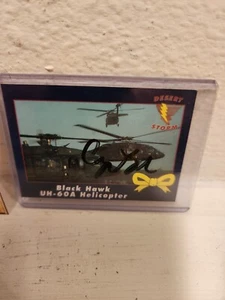 DESERT
STORM
Black Hawk
UH-60A Helicopter